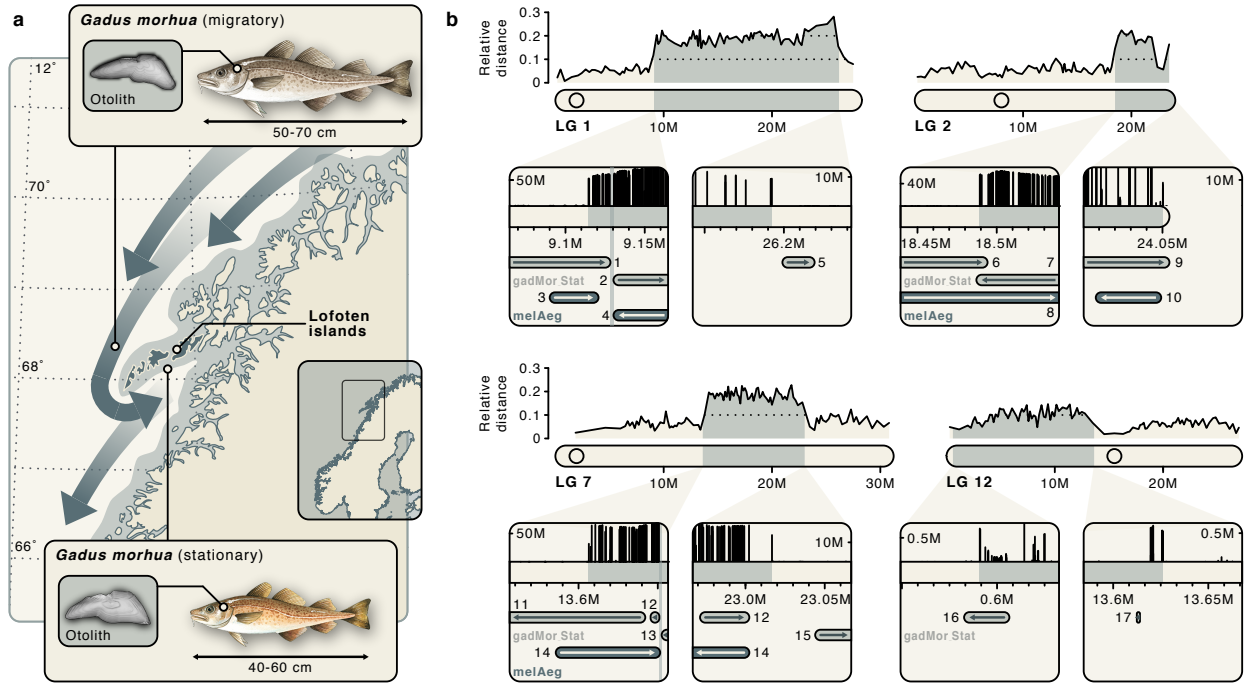 a
Gadus morhua (migratory)
Otolith
50-70 cm
12°
70°
68°
66°
Lofoten
islands
Gadus morhua (stationary)
Otolith
40-60 cm
b
Relative
distance
0.3
0.2
0.1
0
LG 1
10M
20M
LG 2
10M
20M
50M
9.1M
9.15M
1
gadMor Stat
2
3
4
melAeg
10M
26.2M
5
40M
18.45M
18.5M
6
7
gadMor Stat
melAeg
8
10M
24.05M
9
10
Relative
distance
0.3
0.2
0.1
0
LG 7
10M
20M
30M
LG 12
10M
20M
50M
13.6M
11
12
gadMor Stat
13
14
melAeg
10M
23.0M
23.05M
12
15
14
0.5M
0.6M
16
gadMor Stat
0.5M
13.6M
13.65M
17